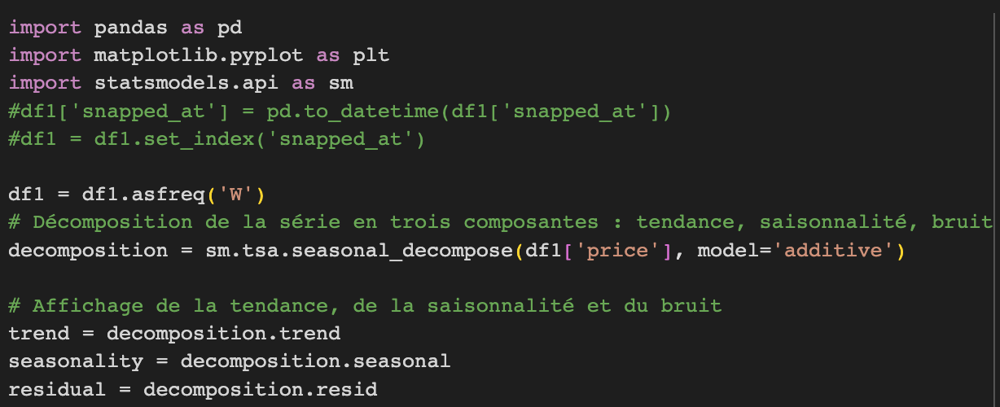 import pandas as pd
import matplotlib.pyplot as plt
import statsmodels.api as sm
#df1['snapped_at'] = pd.to_datetime(df1['snapped_at'])
#df1 = df1.set_index('snapped_at')
df1 = df1.asfreq('W')
# Décomposition de la série en trois composantes : tendance, saisonnalité, bruit
decomposition = sm.tsa.seasonal_decompose(df1['price'], model='additive')
# Affichage de la tendance, de la saisonnalité et du bruit
trend = decomposition.trend
seasonality = decomposition.seasonal
residual = decomposition.resid